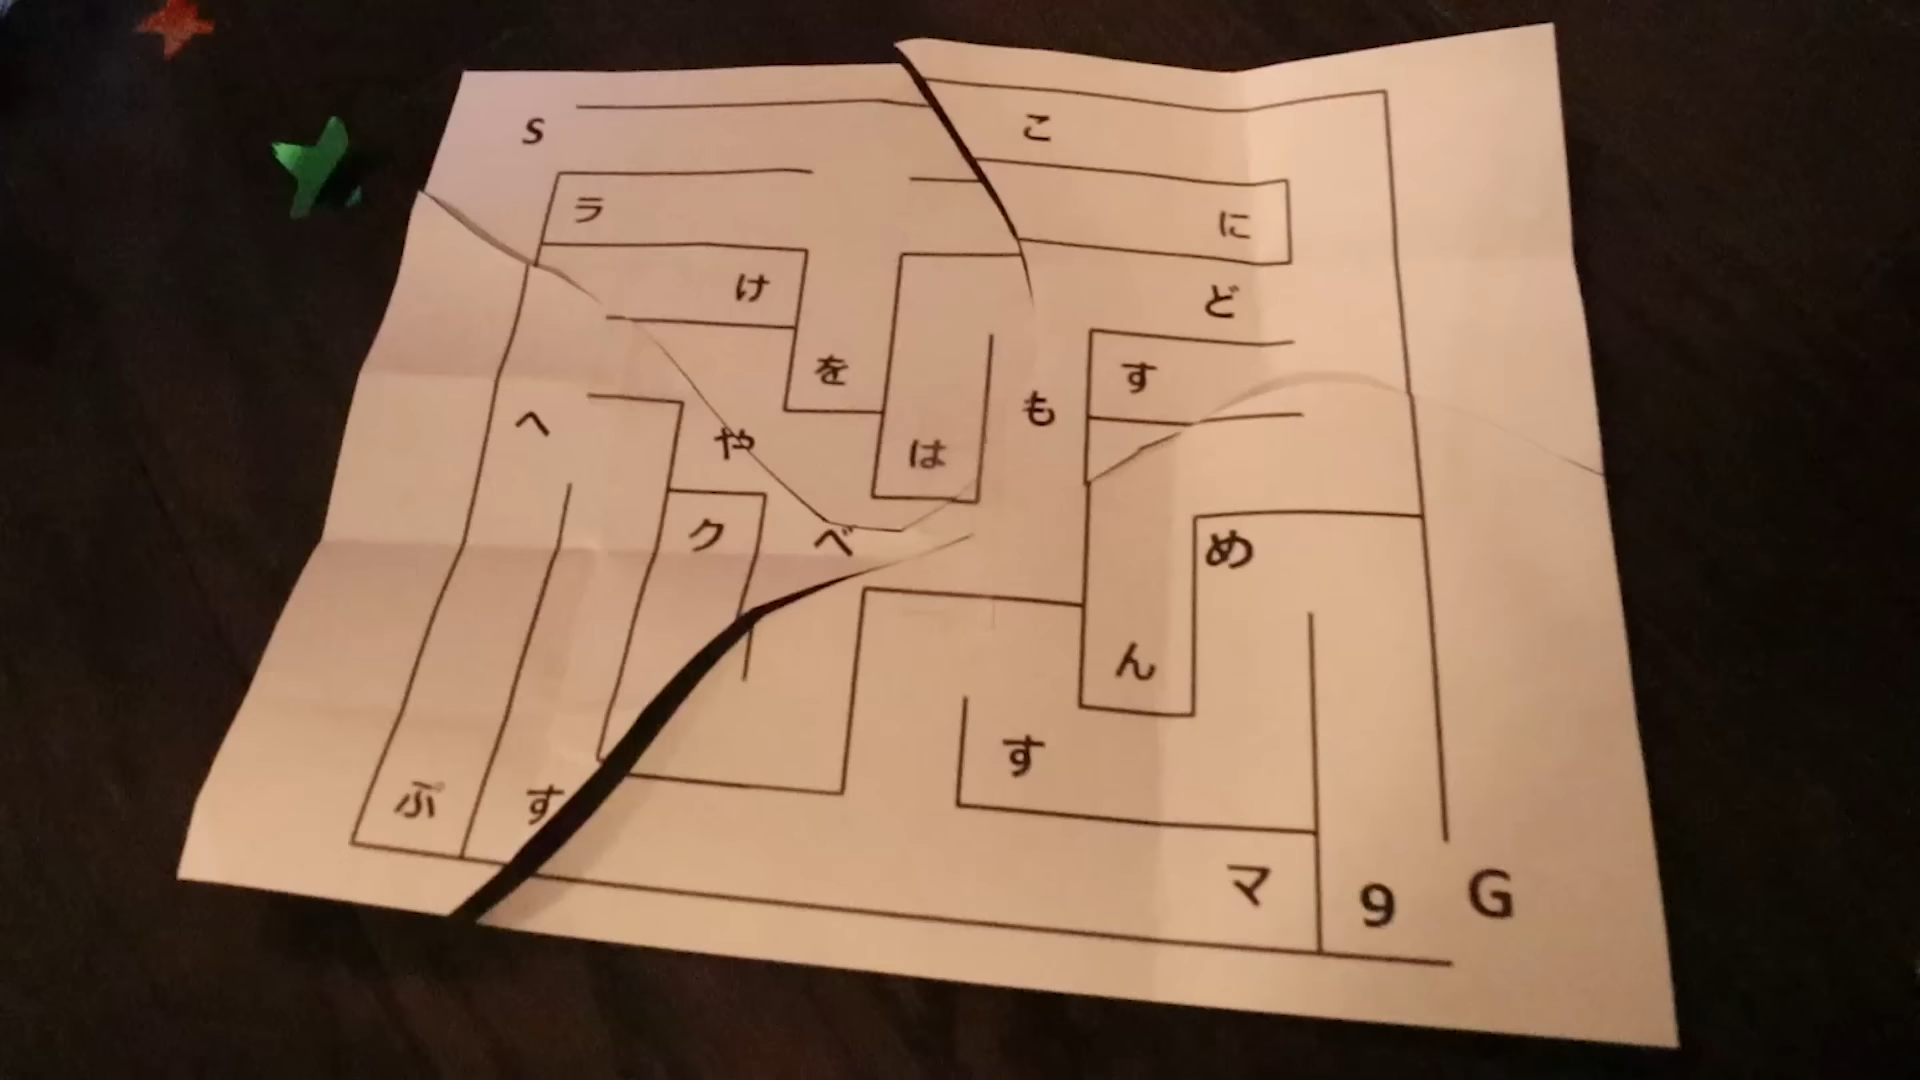 S
こ
ラ
に
け
ど
を
す
も
へ
や
は
ク
べ
め
ん
す
ぷ
す
マ
9
G